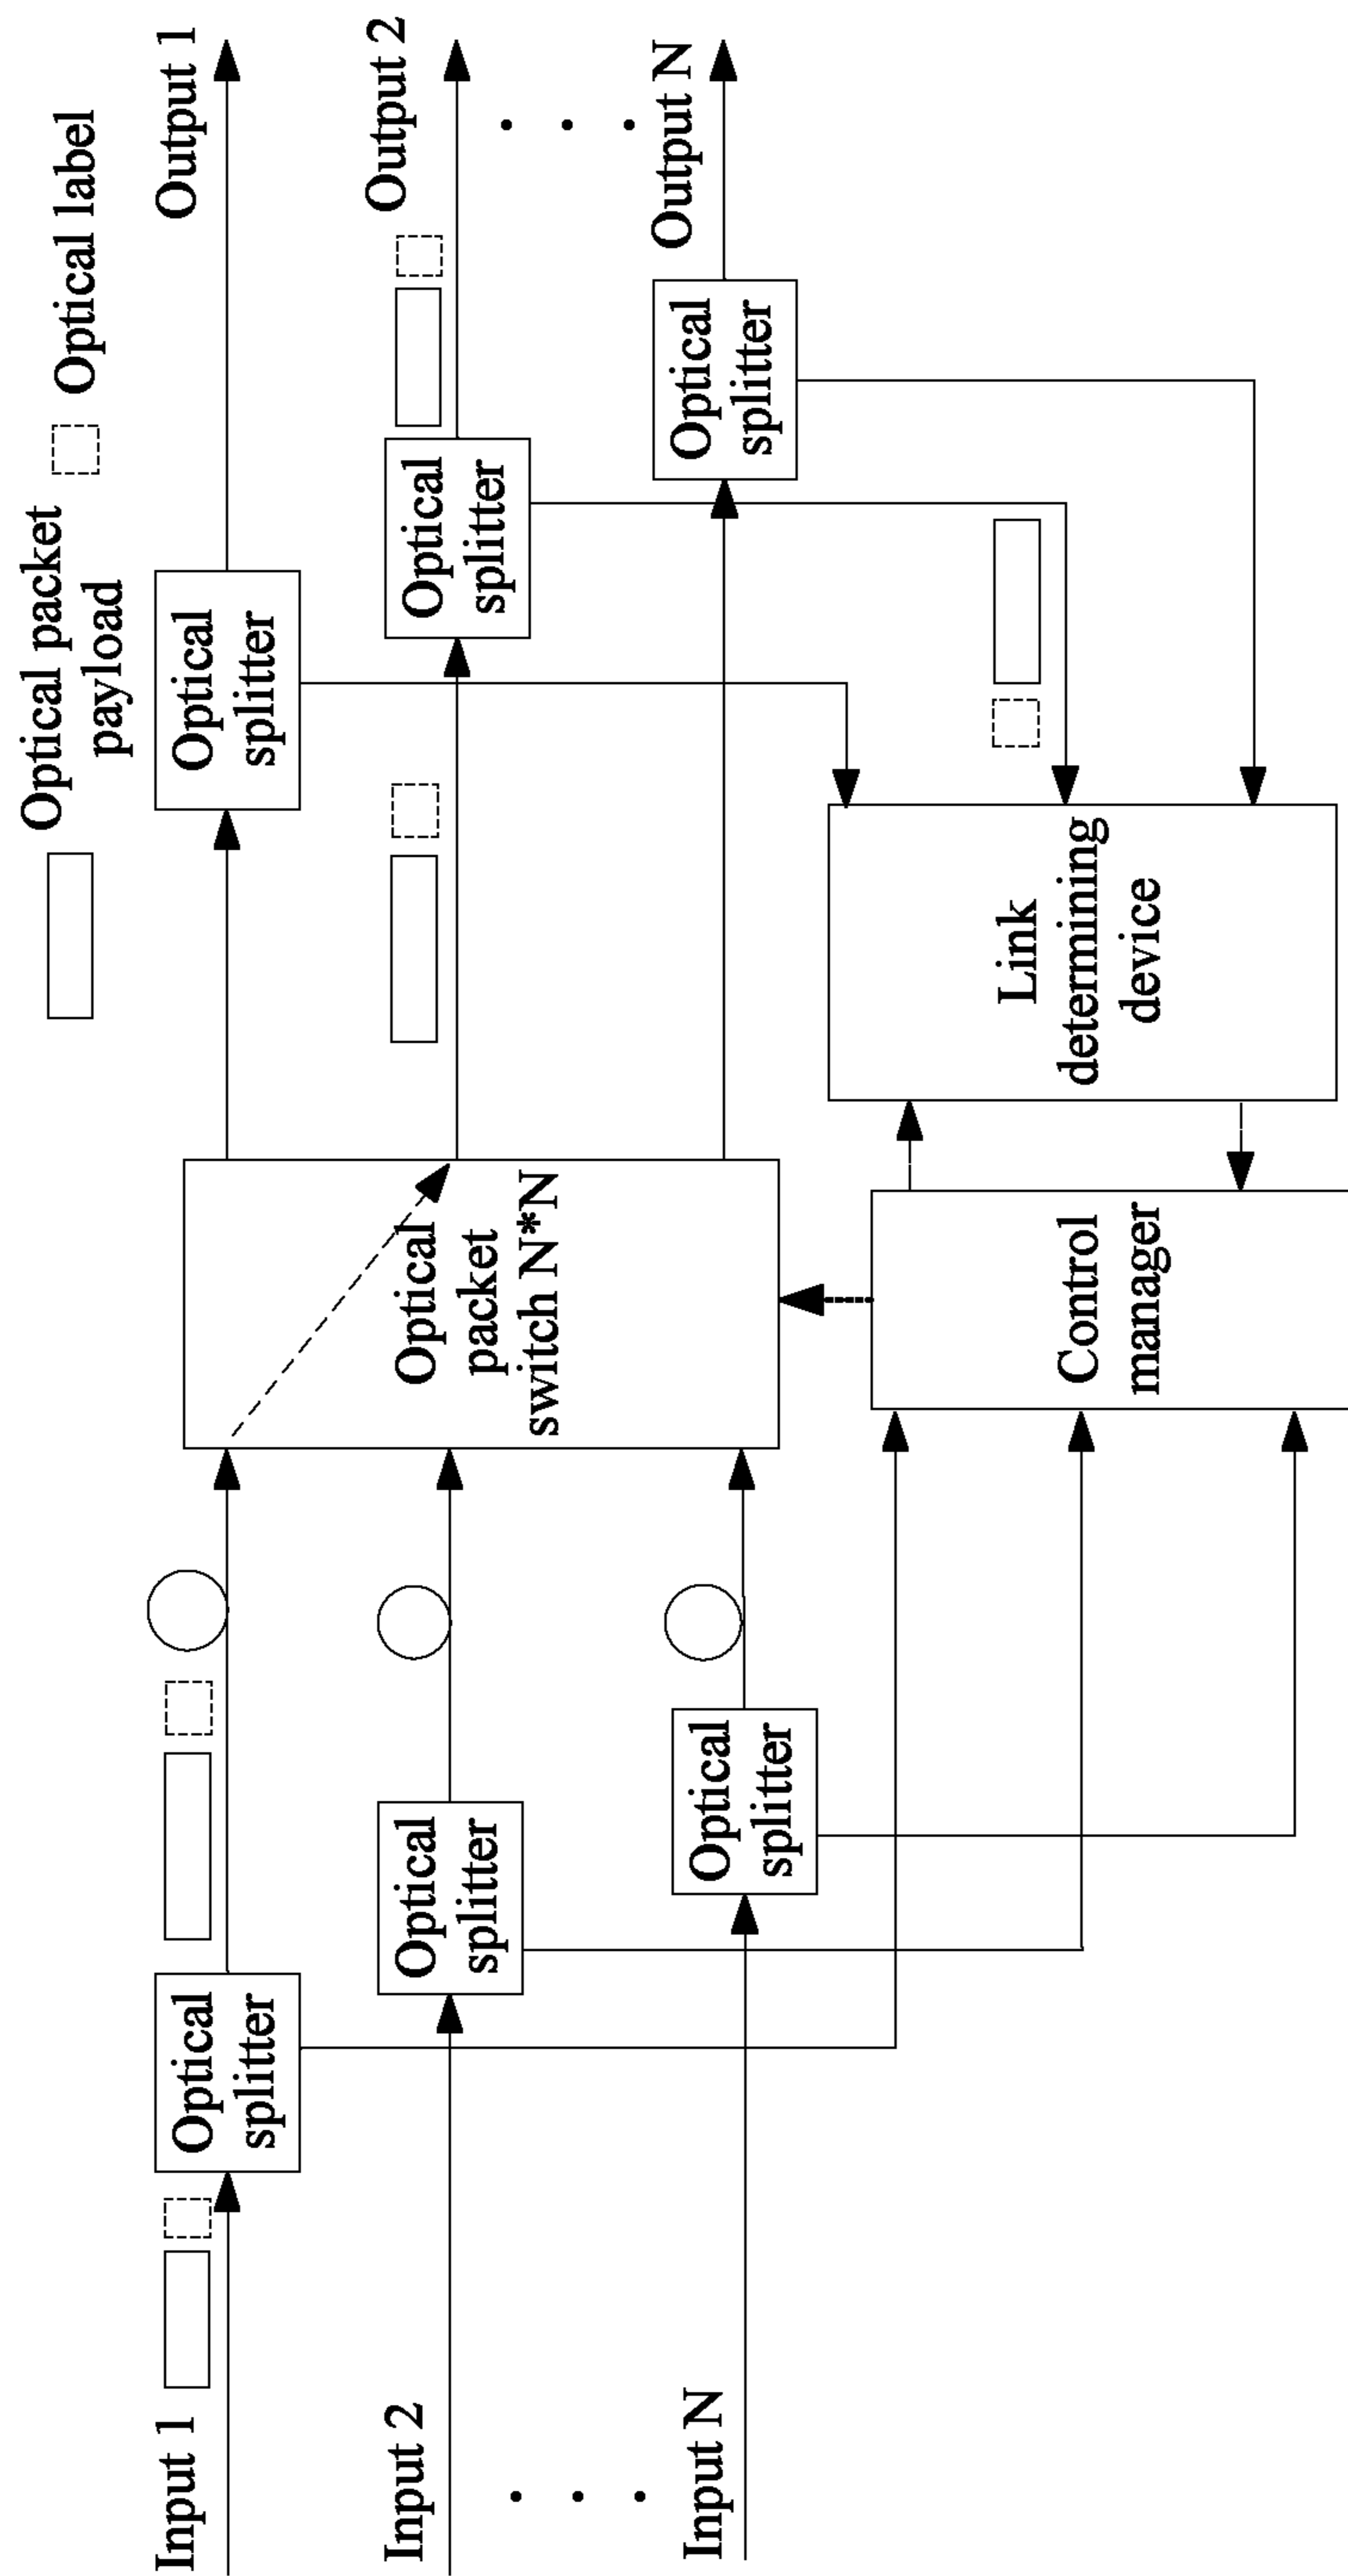 Optical packet
payload
Optical label
Input 1
Optical
splitter
Optical
splitter
Output 1
Input 2
Optical
splitter
Optical
packet
switch N*N
Optical
splitter
Output 2
Input N
Optical
splitter
Optical
splitter
Output N
Control
manager
Link
determining
device